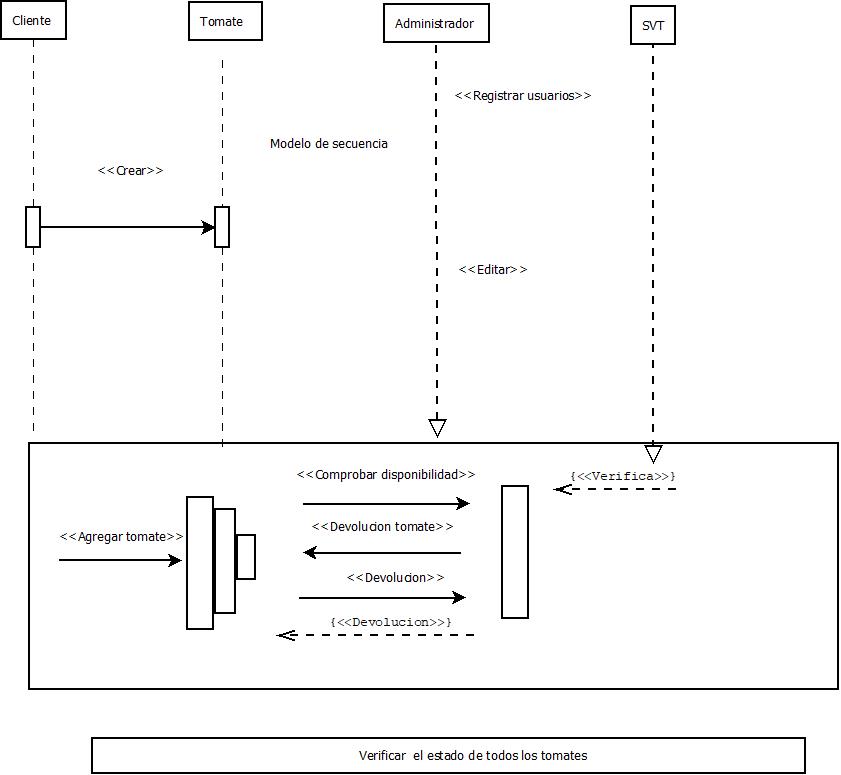 Cliente
Tomate
Administrador
SVT
<<Registrar usuarios>>
Modelo de secuencia
<<Crear>>
<<Editar>>
<<Comprobar disponibilidad>>
{<<Verifica>>}
<<Devolucion tomate>>
<<Agregar tomate>>
<<Devolucion>>
{<<Devolucion>>}
Verificar el estado de todos los tomates